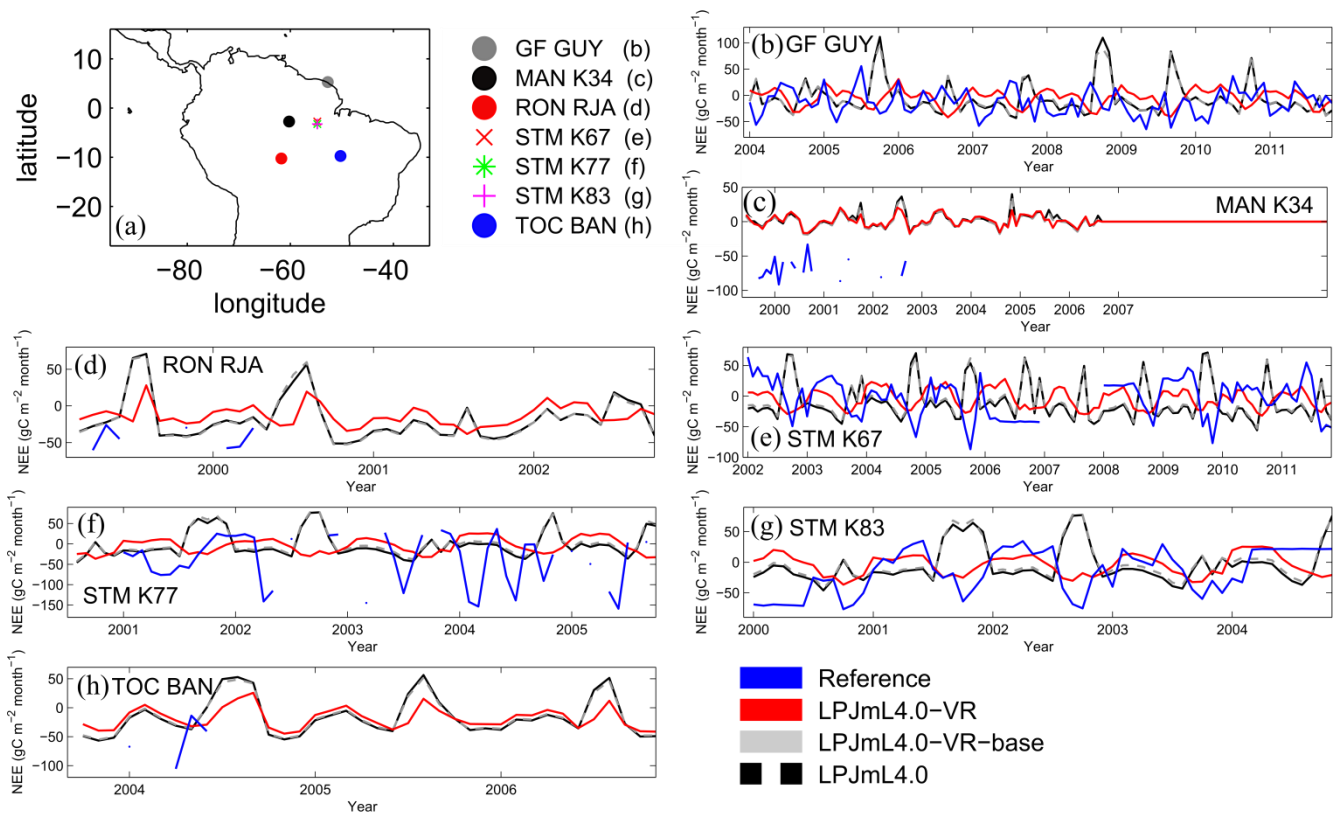 10
0
−10
−20
latitude
(a)
−80
−60
−40
longitude
GF GUY (b)
MAN K34 (c)
RON RJA (d)
STM K67 (e)
STM K77 (f)
STM K83 (g)
TOC BAN (h)
(b) GF GUY
NEE (gC m−2 month−1)
100
50
0
−50
2004 2005 2006 2007 2008 2009 2010 2011
Year
(c) MAN K34
NEE (gC m−2 month−1)
50
0
−50
−100
2000 2001 2002 2003 2004 2005 2006 2007
Year
(d) RON RJA
NEE (gC m−2 month−1)
50
0
−50
2000 2001 2002
Year
(e) STM K67
NEE (gC m−2 month−1)
50
0
−50
−100
2002 2003 2004 2005 2006 2007 2008 2009 2010 2011
Year
(f) STM K77
NEE (gC m−2 month−1)
50
0
−50
−100
−150
2001 2002 2003 2004 2005
Year
(g) STM K83
NEE (gC m−2 month−1)
50
0
−50
2000 2001 2002 2003 2004
Year
(h) TOC BAN
NEE (gC m−2 month−1)
50
0
−50
−100
2004 2005 2006
Year
Reference
LPJmL4.0−VR
LPJmL4.0−VR−base
LPJmL4.0